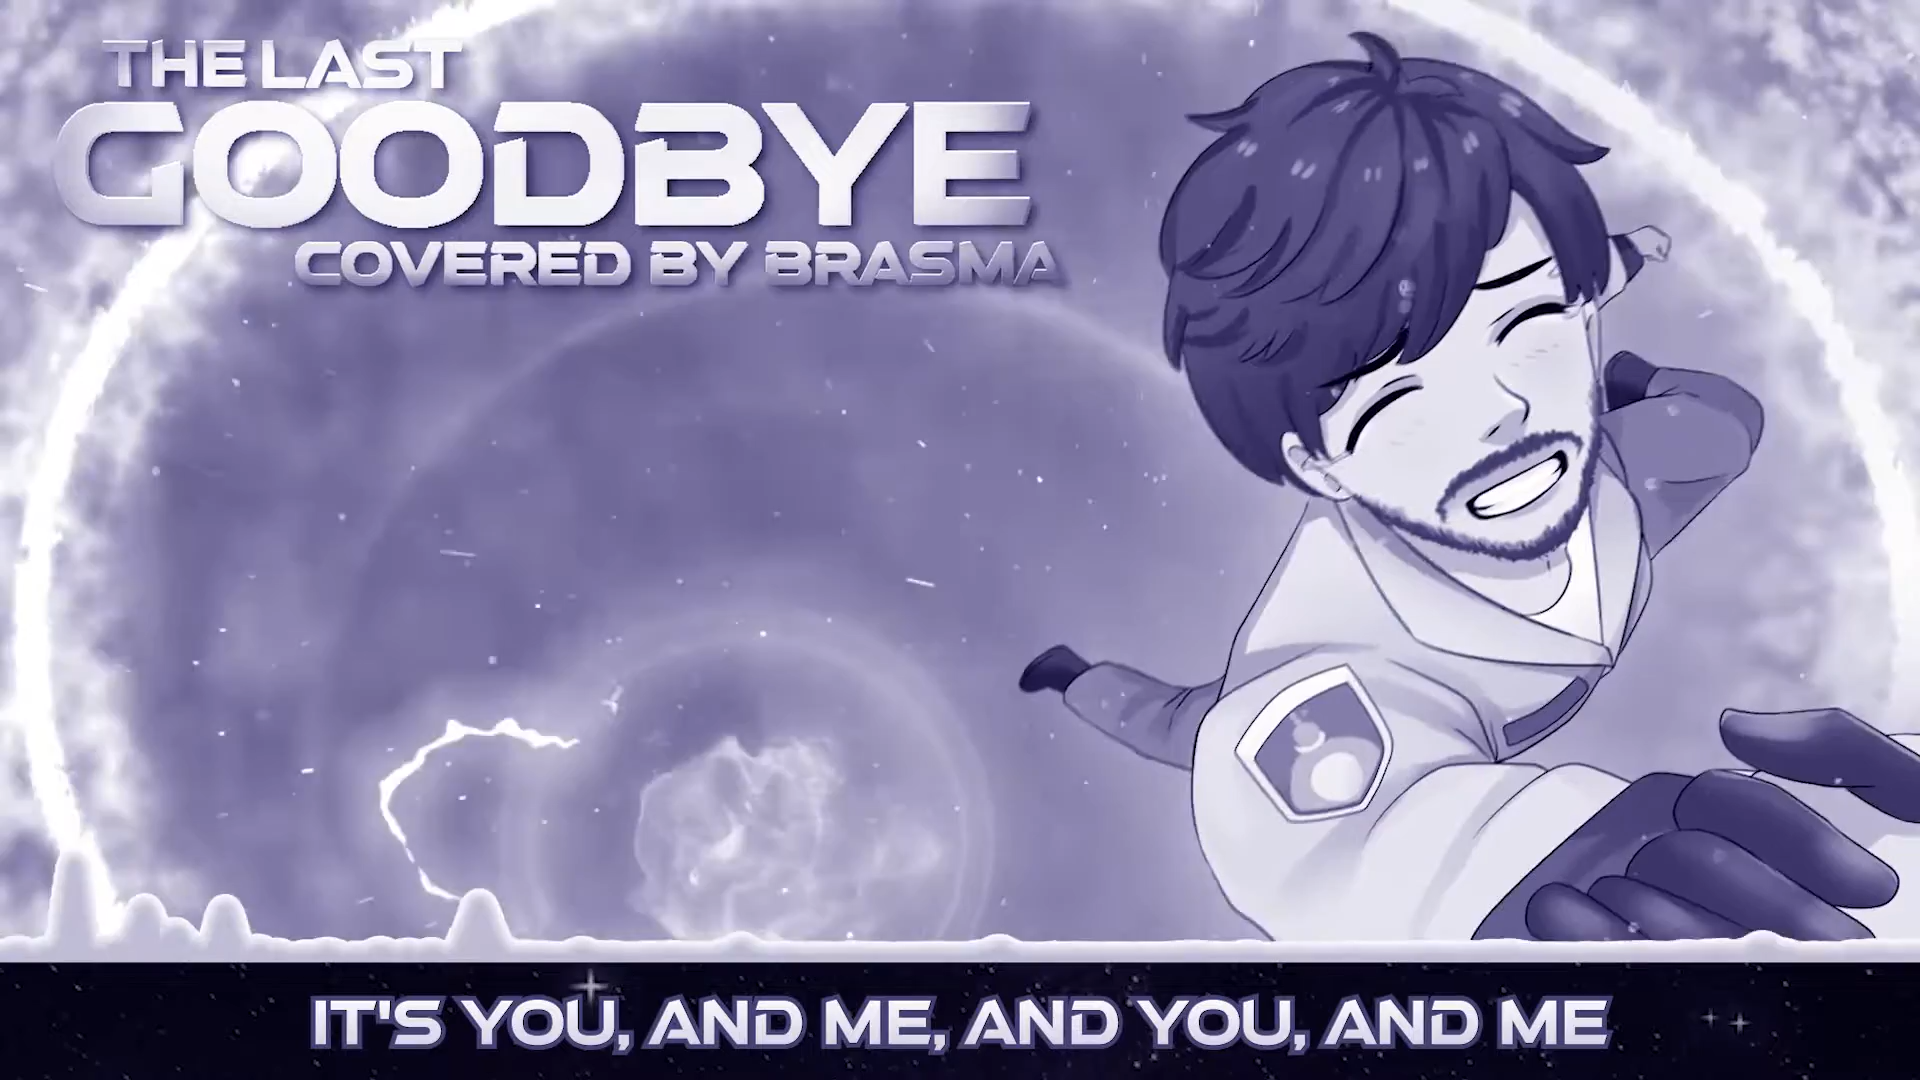 THE LAST
GOODBYE
COVERED BY BRASMA
IT'S YOU, AND ME, AND YOU, AND ME